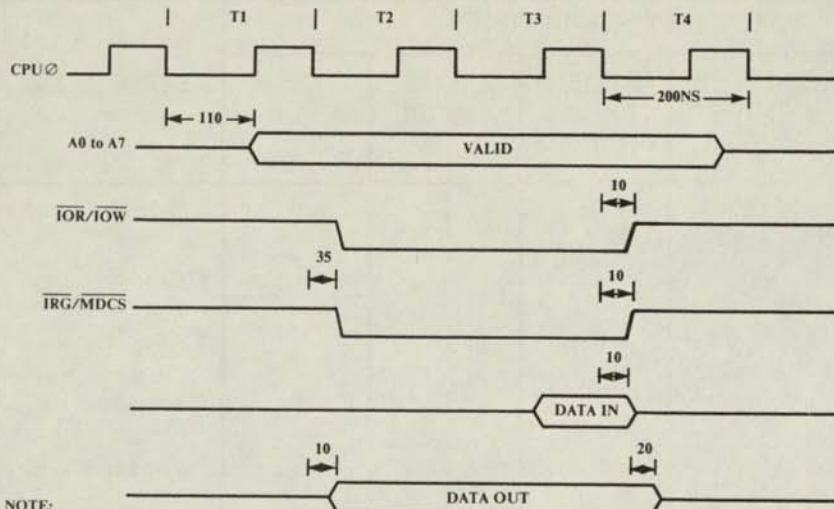 T1 T2 T3 T4
CPU∅
200NS
110
A0 to A7 VALID
10
IOR/IOW
35 10
IRG/MDCS
10
DATA IN
10 20
DATA OUT
NOTE: